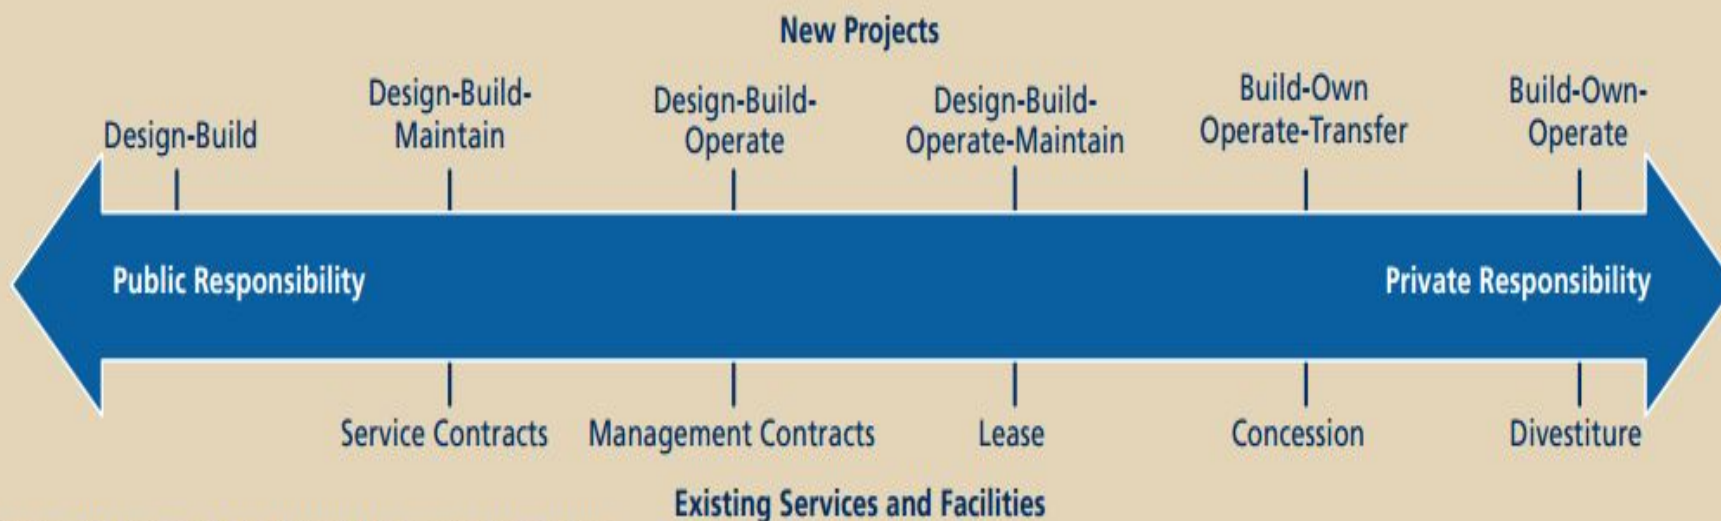 New Projects
Design-Build
Design-Build-
Maintain
Design-Build-
Operate
Design-Build-
Operate-Maintain
Build-Own
Operate-Transfer
Build-Own-
Operate
Public Responsibility
Private Responsibility
Service Contracts
Management Contracts
Lease
Concession
Divestiture
Existing Services and Facilities